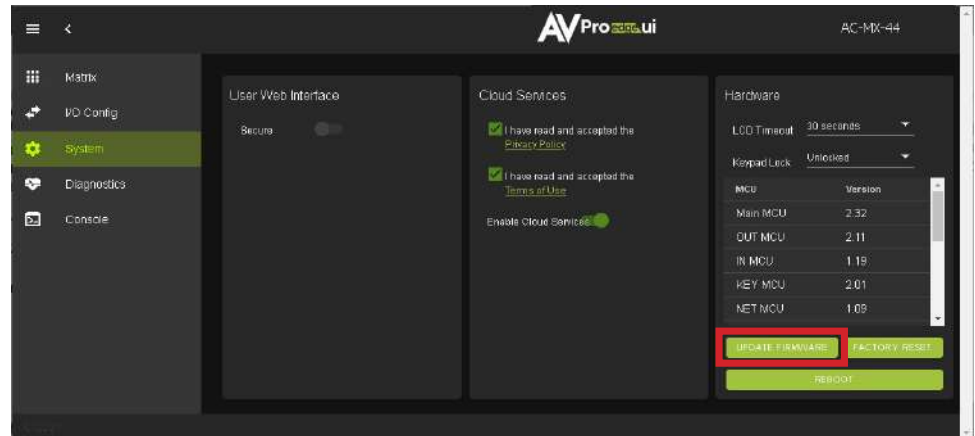 AVPro edge.ui
AC-MX-44
Matrix
I/O Config
System
Diagnostics
Console
User Web Interface
Secure
Cloud Services
I have read and accepted the
Privacy Policy
I have read and accepted the
Terms of Use
Enable Cloud Services
Hardware
LCD Timeout 30 seconds
Keypad Lock Unlocked
MCU Version
Main MCU 2.32
OUT MCU 2.11
IN MCU 1.19
KEY MCU 2.01
NET MCU 1.09
UPDATE FIRMWARE FACTORY RESET
REBOOT